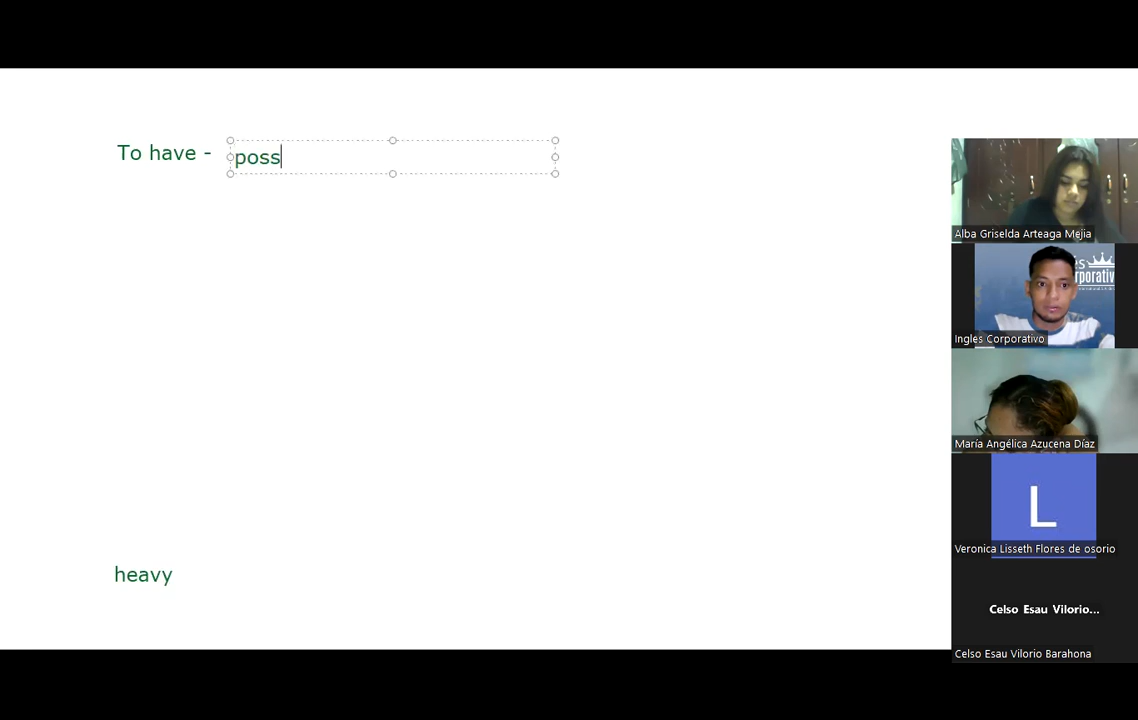 To have -
poss
heavy
Alba Griselda Arteaga Mejia
Ingles Corporativo
María Angélica Azucena Díaz
L
Veronica Lisseth Flores de osorio
Celso Esau Vilorio...
Celso Esau Vilorio Barahona